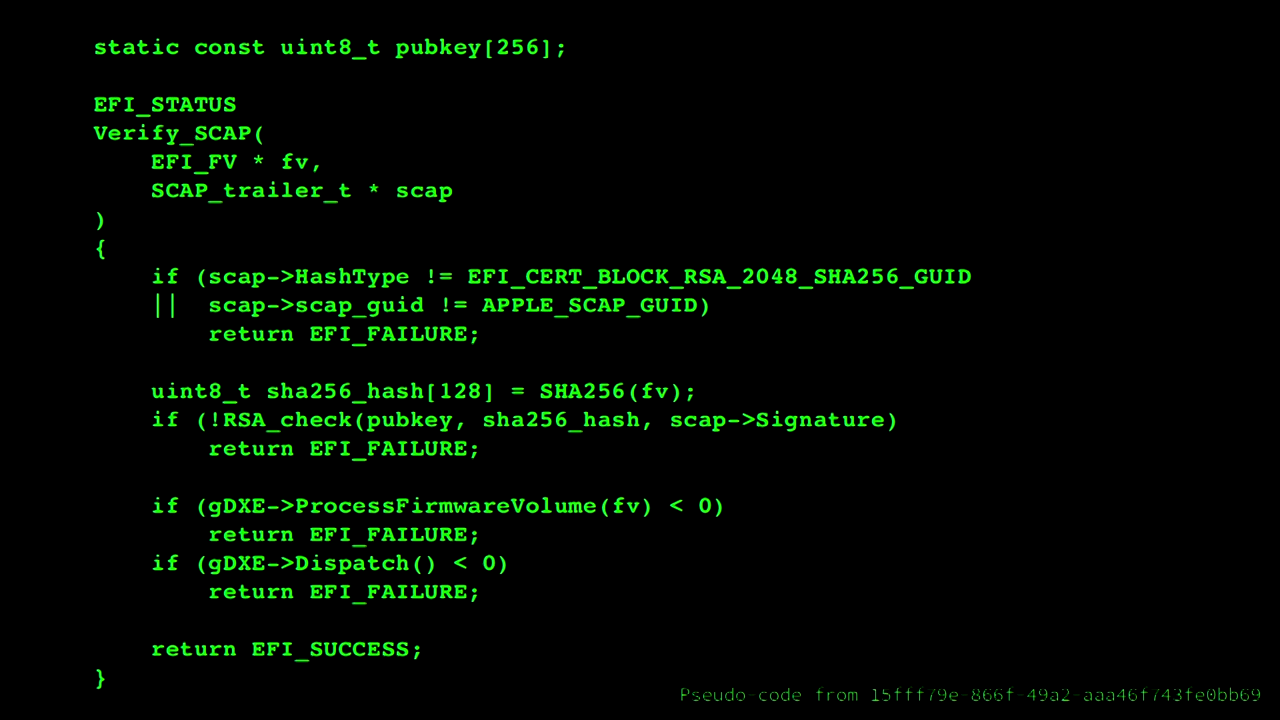 static const uint8_t pubkey[256];
EFI_STATUS
Verify_SCAP(
EFI_FV * fv,
SCAP_trailer_t * scap
)
{
if (scap->HashType != EFI_CERT_BLOCK_RSA_2048_SHA256_GUID
|| scap->scap_guid != APPLE_SCAP_GUID)
return EFI_FAILURE;
uint8_t sha256_hash[128] = SHA256(fv);
if (!RSA_check(pubkey, sha256_hash, scap->Signature)
return EFI_FAILURE;
if (gDXE->ProcessFirmwareVolume(fv) < 0)
return EFI_FAILURE;
if (gDXE->Dispatch() < 0)
return EFI_FAILURE;
return EFI_SUCCESS;
}
Pseudo-code from 15fff79e-866f-49a2-aaa46f743fe0bb69